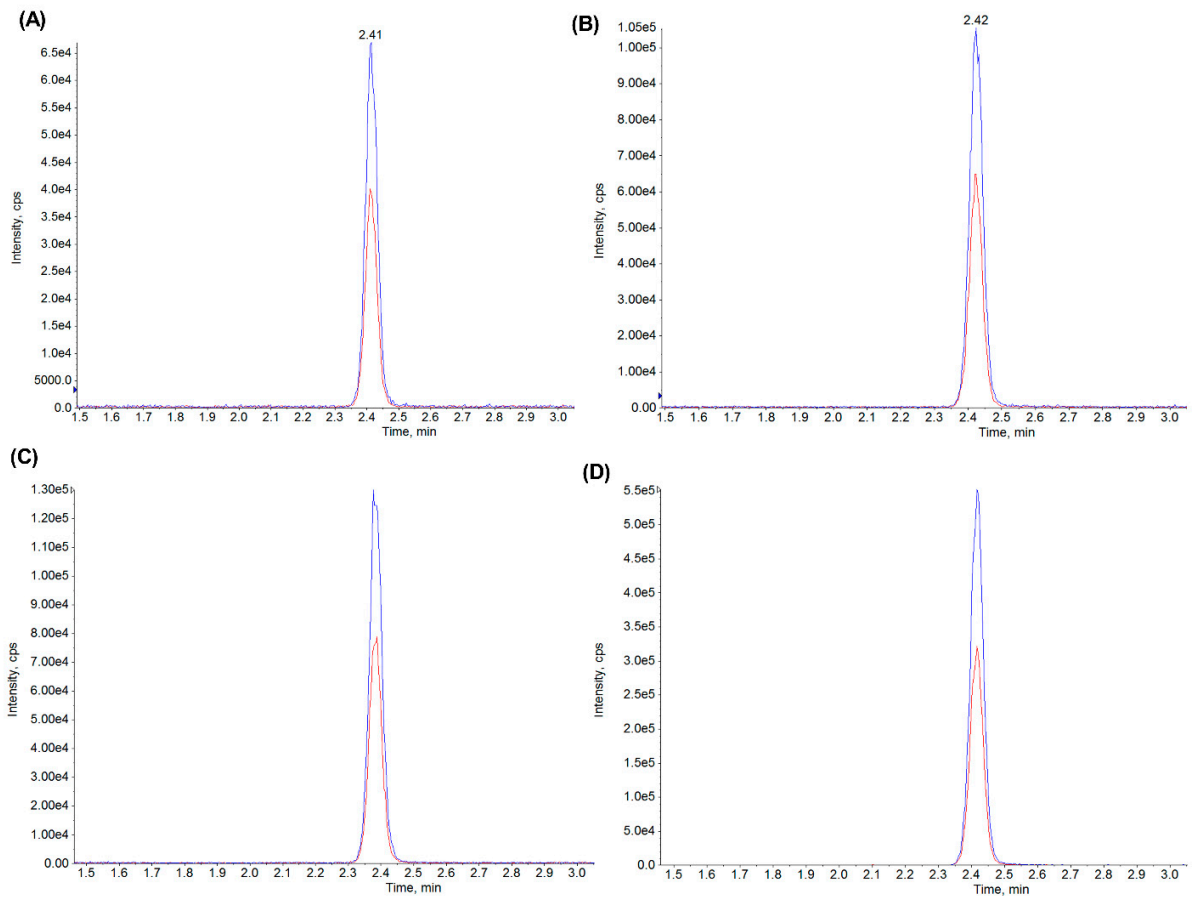 (A)
2.41
6.5e4
6.0e4
5.5e4
5.0e4
4.5e4
4.0e4
3.5e4
3.0e4
2.5e4
2.0e4
1.5e4
1.0e4
5000.0
0.0
Intensity, cps
1.5 1.6 1.7 1.8 1.9 2.0 2.1 2.2 2.3 2.4 2.5 2.6 2.7 2.8 2.9 3.0
Time, min
(B)
2.42
1.05e5
1.00e5
9.00e4
8.00e4
7.00e4
6.00e4
5.00e4
4.00e4
3.00e4
2.00e4
1.00e4
0.00
Intensity, cps
1.5 1.6 1.7 1.8 1.9 2.0 2.1 2.2 2.3 2.4 2.5 2.6 2.7 2.8 2.9 3.0
Time, min
(C)
1.30e5
1.20e5
1.10e5
1.00e5
9.00e4
8.00e4
7.00e4
6.00e4
5.00e4
4.00e4
3.00e4
2.00e4
1.00e4
0.00
Intensity, cps
1.5 1.6 1.7 1.8 1.9 2.0 2.1 2.2 2.3 2.4 2.5 2.6 2.7 2.8 2.9 3.0
Time, min
(D)
5.5e5
5.0e5
4.5e5
4.0e5
3.5e5
3.0e5
2.5e5
2.0e5
1.5e5
1.0e5
5.0e4
0.0
Intensity, cps
1.5 1.6 1.7 1.8 1.9 2.0 2.1 2.2 2.3 2.4 2.5 2.6 2.7 2.8 2.9 3.0
Time, min